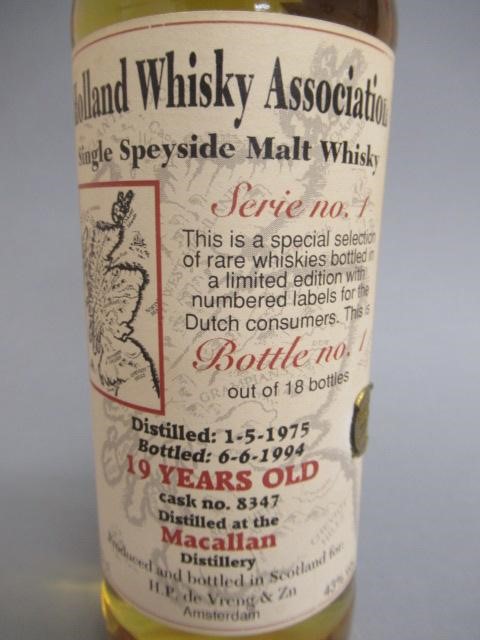 Holland Whisky Association
Single Speyside Malt Whisky
Serie no. 1
This is a special selection
of rare whiskies bottled in
a limited edition with
numbered labels for the
Dutch consumers. This is
Bottle no. 1
out of 18 bottles
GRAMPIAN
Distilled: 1-5-1975
Bottled: 6-6-1994
19 YEARS OLD
cask no. 8347
Distilled at the
Macallan
Distillery
Produced and bottled in Scotland for:
H.P. de Vreng & Zn
Amsterdam
43%